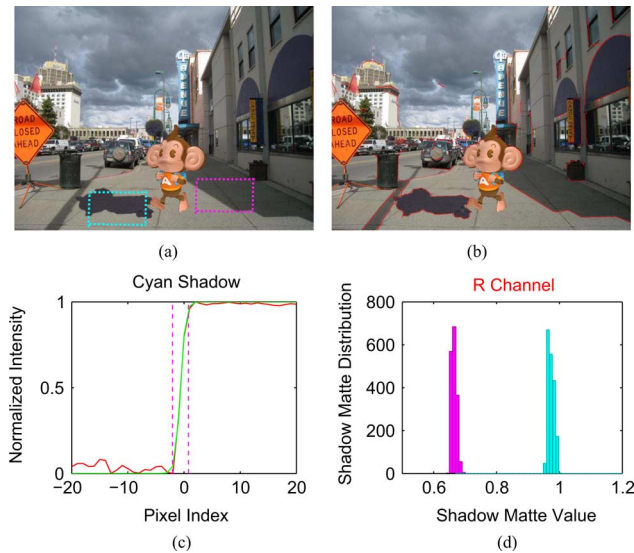 ROAD
CLOSED
AHEAD
A
(a)
(b)
Cyan Shadow
Normalized Intensity
1
0.5
0
−20
−10
0
10
20
Pixel Index
(c)
R Channel
Shadow Matte Distribution
800
600
400
200
0
0.6
0.8
1
1.2
Shadow Matte Value
(d)